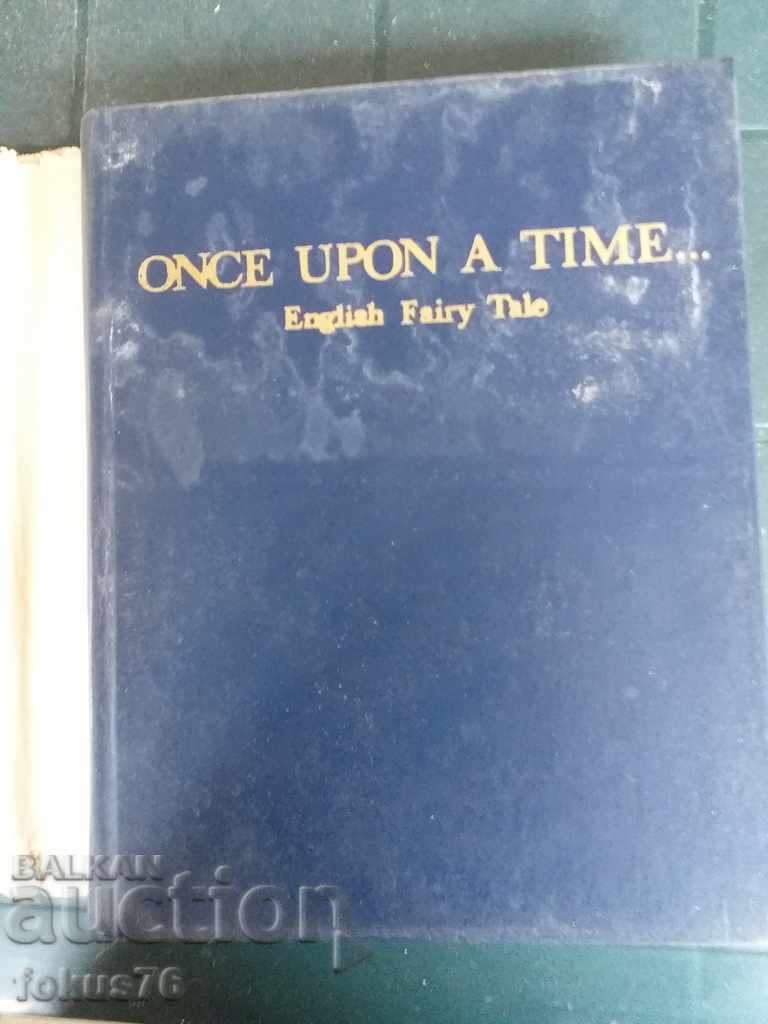 ONCE UPON A TIME...
English Fairy Tale
BALKAN
auction
fokus76